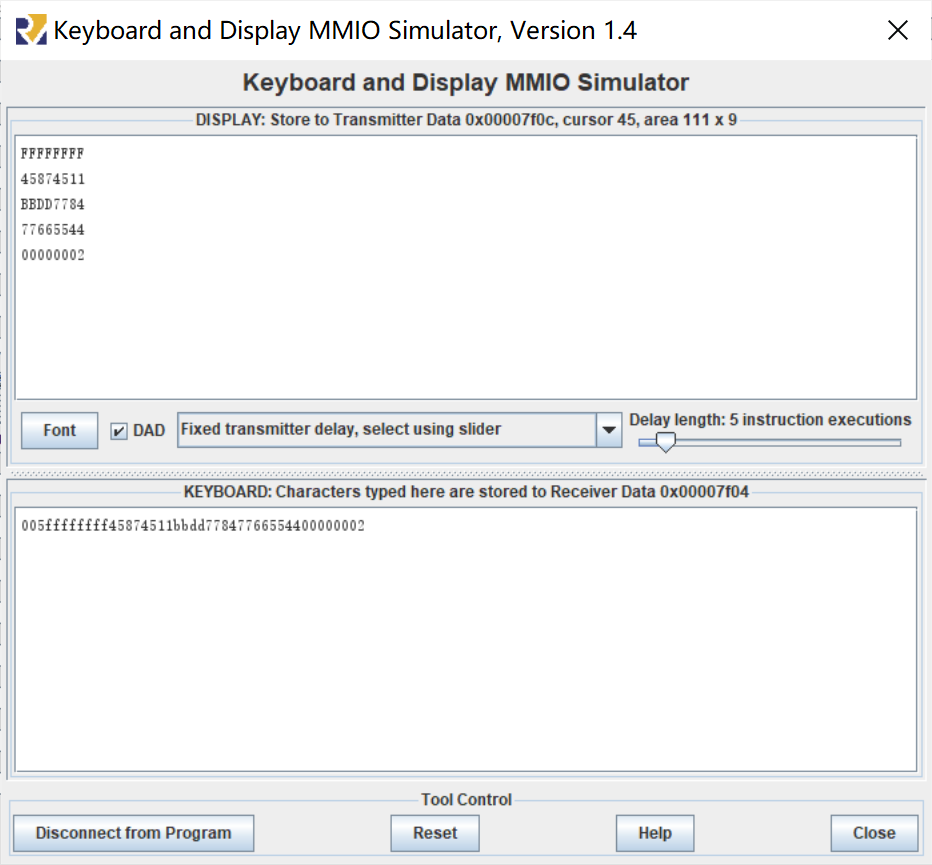 Keyboard and Display MMIO Simulator, Version 1.4
Keyboard and Display MMIO Simulator
DISPLAY: Store to Transmitter Data 0x00007f0c, cursor 45, area 111 x 9
FFFFFFFF
45874511
BBDD7784
77665544
00000002
Font
DAD
Fixed transmitter delay, select using slider
Delay length: 5 instruction executions
KEYBOARD: Characters typed here are stored to Receiver Data 0x00007f04
005ffffffff45874511bbdd77847766554400000002
Tool Control
Disconnect from Program
Reset
Help
Close